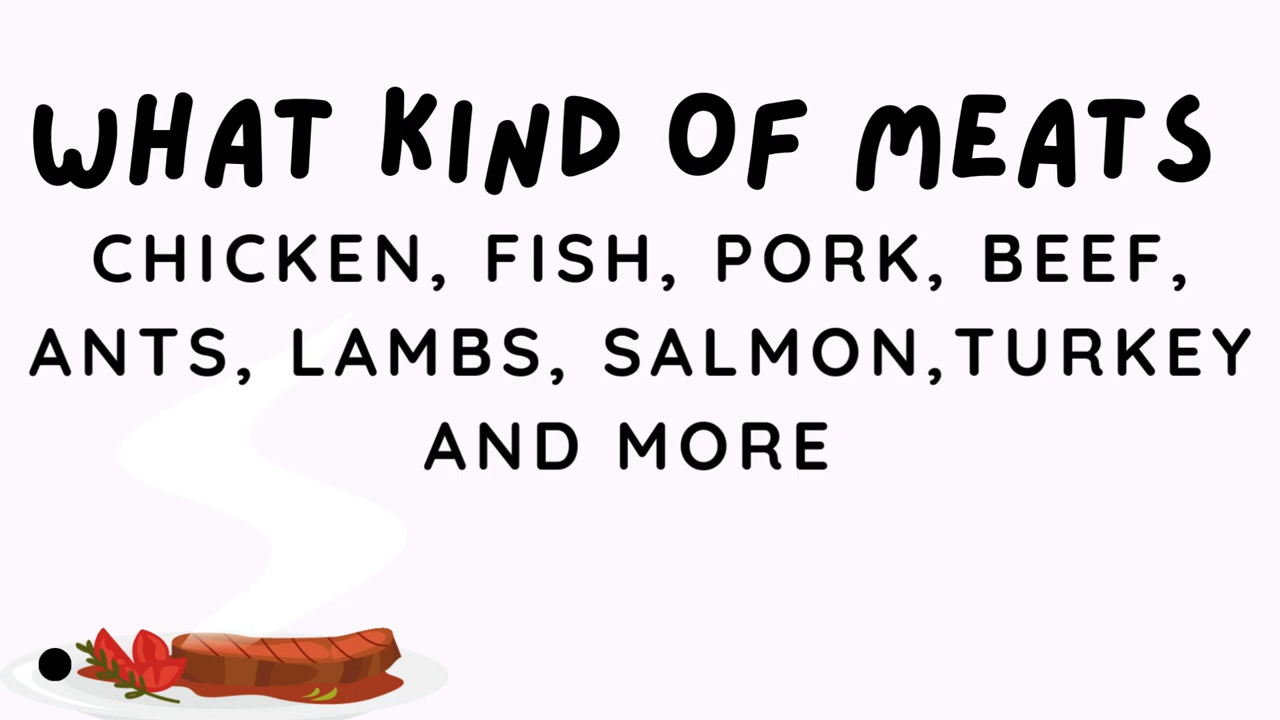 WHAT KIND OF MEATS
CHICKEN, FISH, PORK, BEEF,
ANTS, LAMBS, SALMON,TURKEY
AND MORE